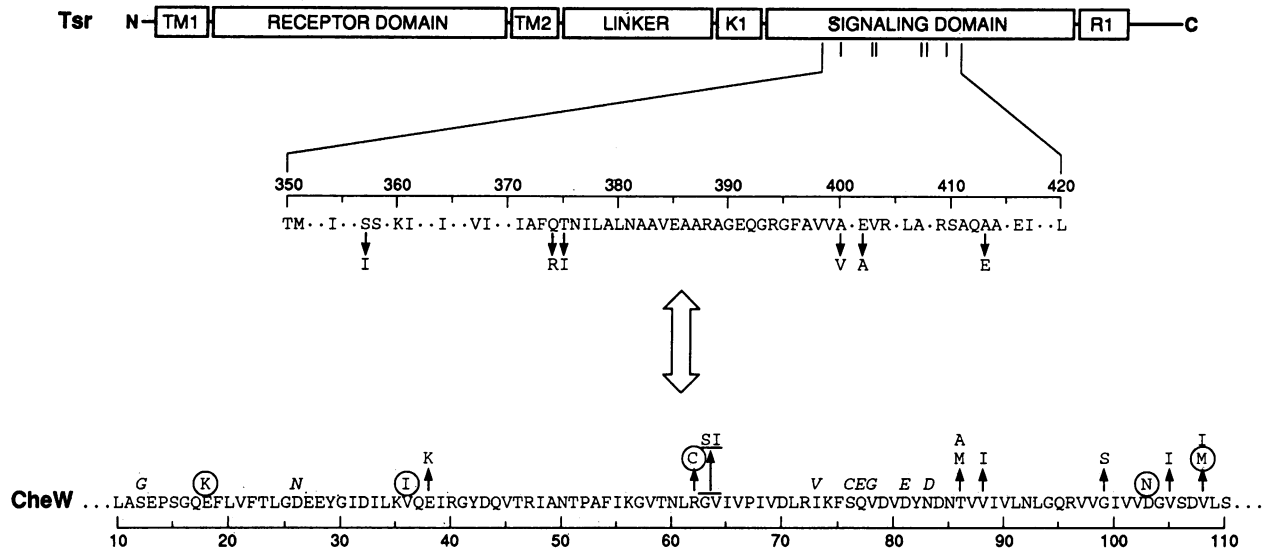 Tsr N TM1 RECEPTOR DOMAIN TM2 LINKER K1 SIGNALING DOMAIN R1 C
350 360 370 380 390 400 410 420
TM··I··SS·KI··I··VI··IAFQTNILALNAAVEAARAGEQGRGFAVVA·EVR·LA·RSAQAA·EI··L
I RI V A E
SI A I
K C M I S I M
G K N I V CEG E D N
CheW ...LASEPSGQEFLVFTLGDEEYGIDILKVQEIRGYDQVTRIANTPAFIKGVTNLRGVIVPIVDLRIKFSQVDVDYNDNTVVIVLNLGQRVVGIVVDGVSDVLS...
10 20 30 40 50 60 70 80 90 100 110